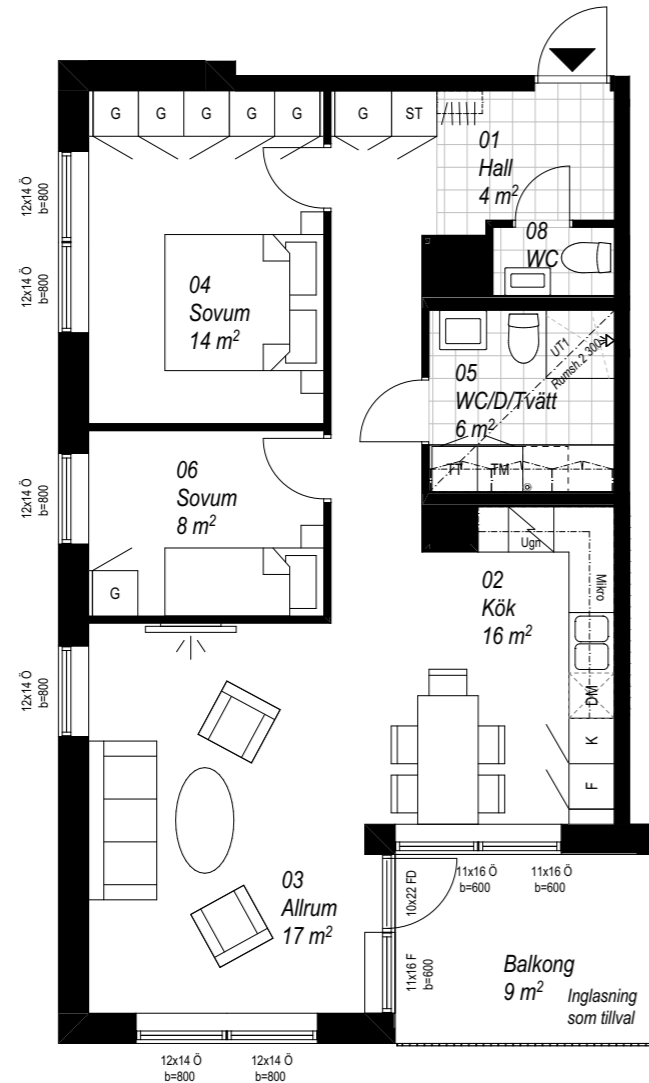 G
G
G
G
G
G
ST
01
Hall
4 m²
08
WC
12x14 Ö
b=800
12x14 Ö
b=800
04
Sovum
14 m²
UT1
Rumsh.2 300
05
WC/D/Tvätt
6 m²
TT
TM
12x14 Ö
b=800
06
Sovum
8 m²
G
Ugn
Mikro
02
Kök
16 m²
DM
K
F
12x14 Ö
b=800
03
Allrum
17 m²
10x22 FD
11x16 F
b=600
11x16 Ö
b=600
11x16 Ö
b=600
Balkong
9 m²
Inglasning
som tillval
12x14 Ö
b=800
12x14 Ö
b=800